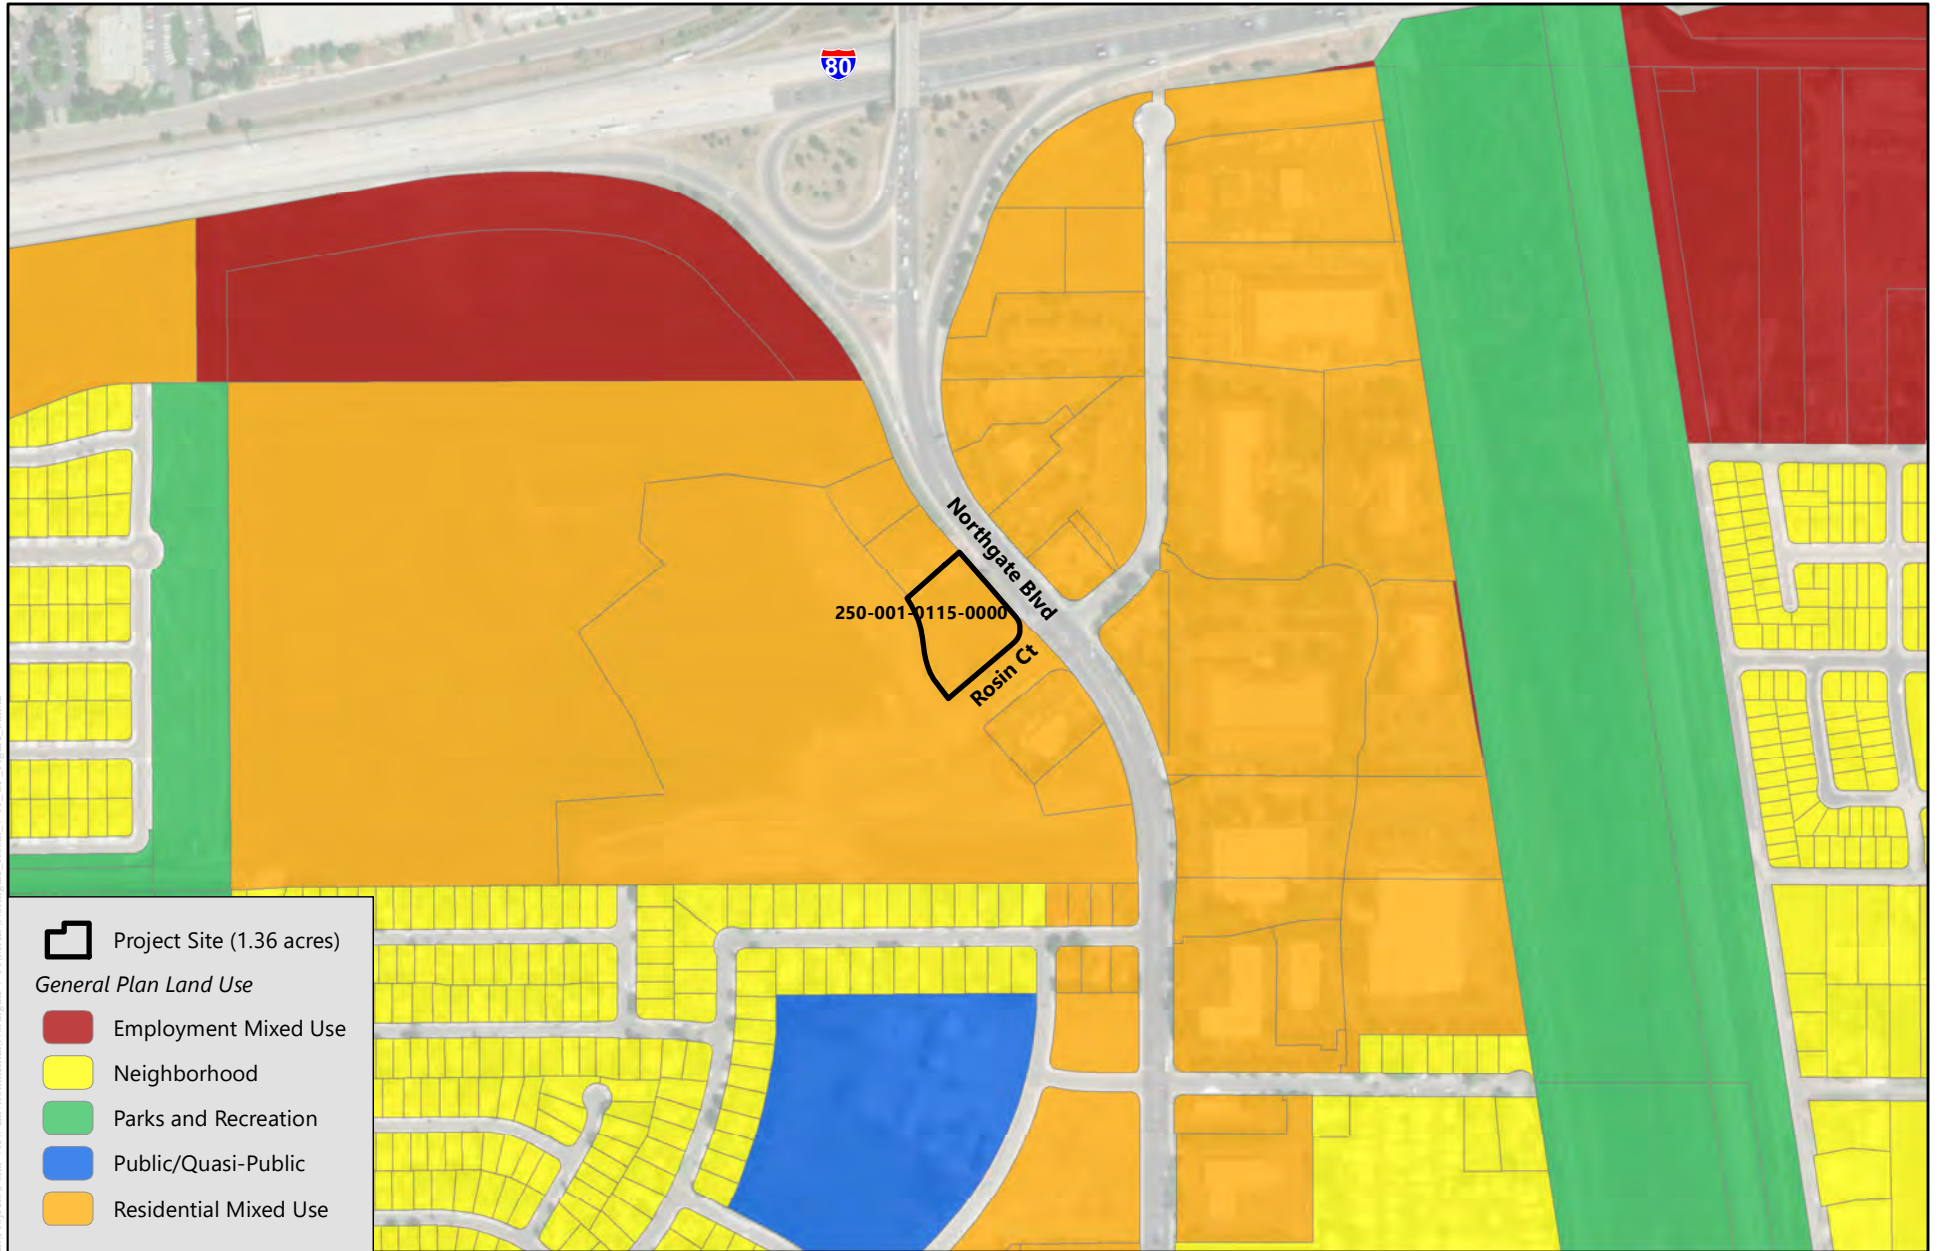 80
Northgate Blvd
250-001-0115-0000
Rosin Ct
Project Site (1.36 acres)
General Plan Land Use
Employment Mixed Use
Neighborhood
Parks and Recreation
Public/Quasi-Public
Residential Mixed Use